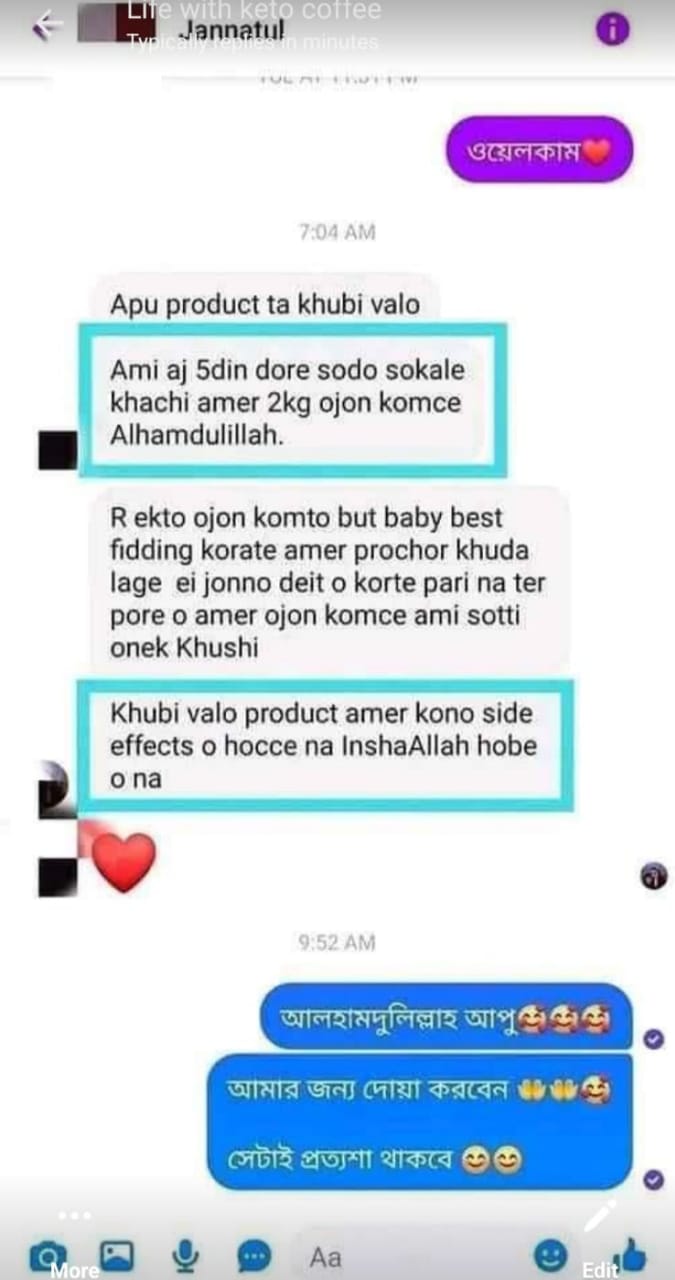 Life with keto coffee
Jannatul
Typically replies in minutes
ওয়েলকাম❤️
7:04 AM
Apu product ta khubi valo
Ami aj 5din dore sodo sokale
khachi amer 2kg ojon komce
Alhamdulillah.
R ekto ojon komto but baby best
fidding korate amer prochor khuda
lage ei jonno deit o korte pari na ter
pore o amer ojon komce ami sotti
onek Khushi
Khubi valo product amer kono side
effects o hocce na InshaAllah hobe
o na
9:52 AM
আলহামদুলিল্লাহ আপু🥰🥰🥰
আমার জন্য দোয়া করবেন 🤲🤲🥰
সেটাই প্রত্যশা থাকবে 😊😊
Aa
More
Edit